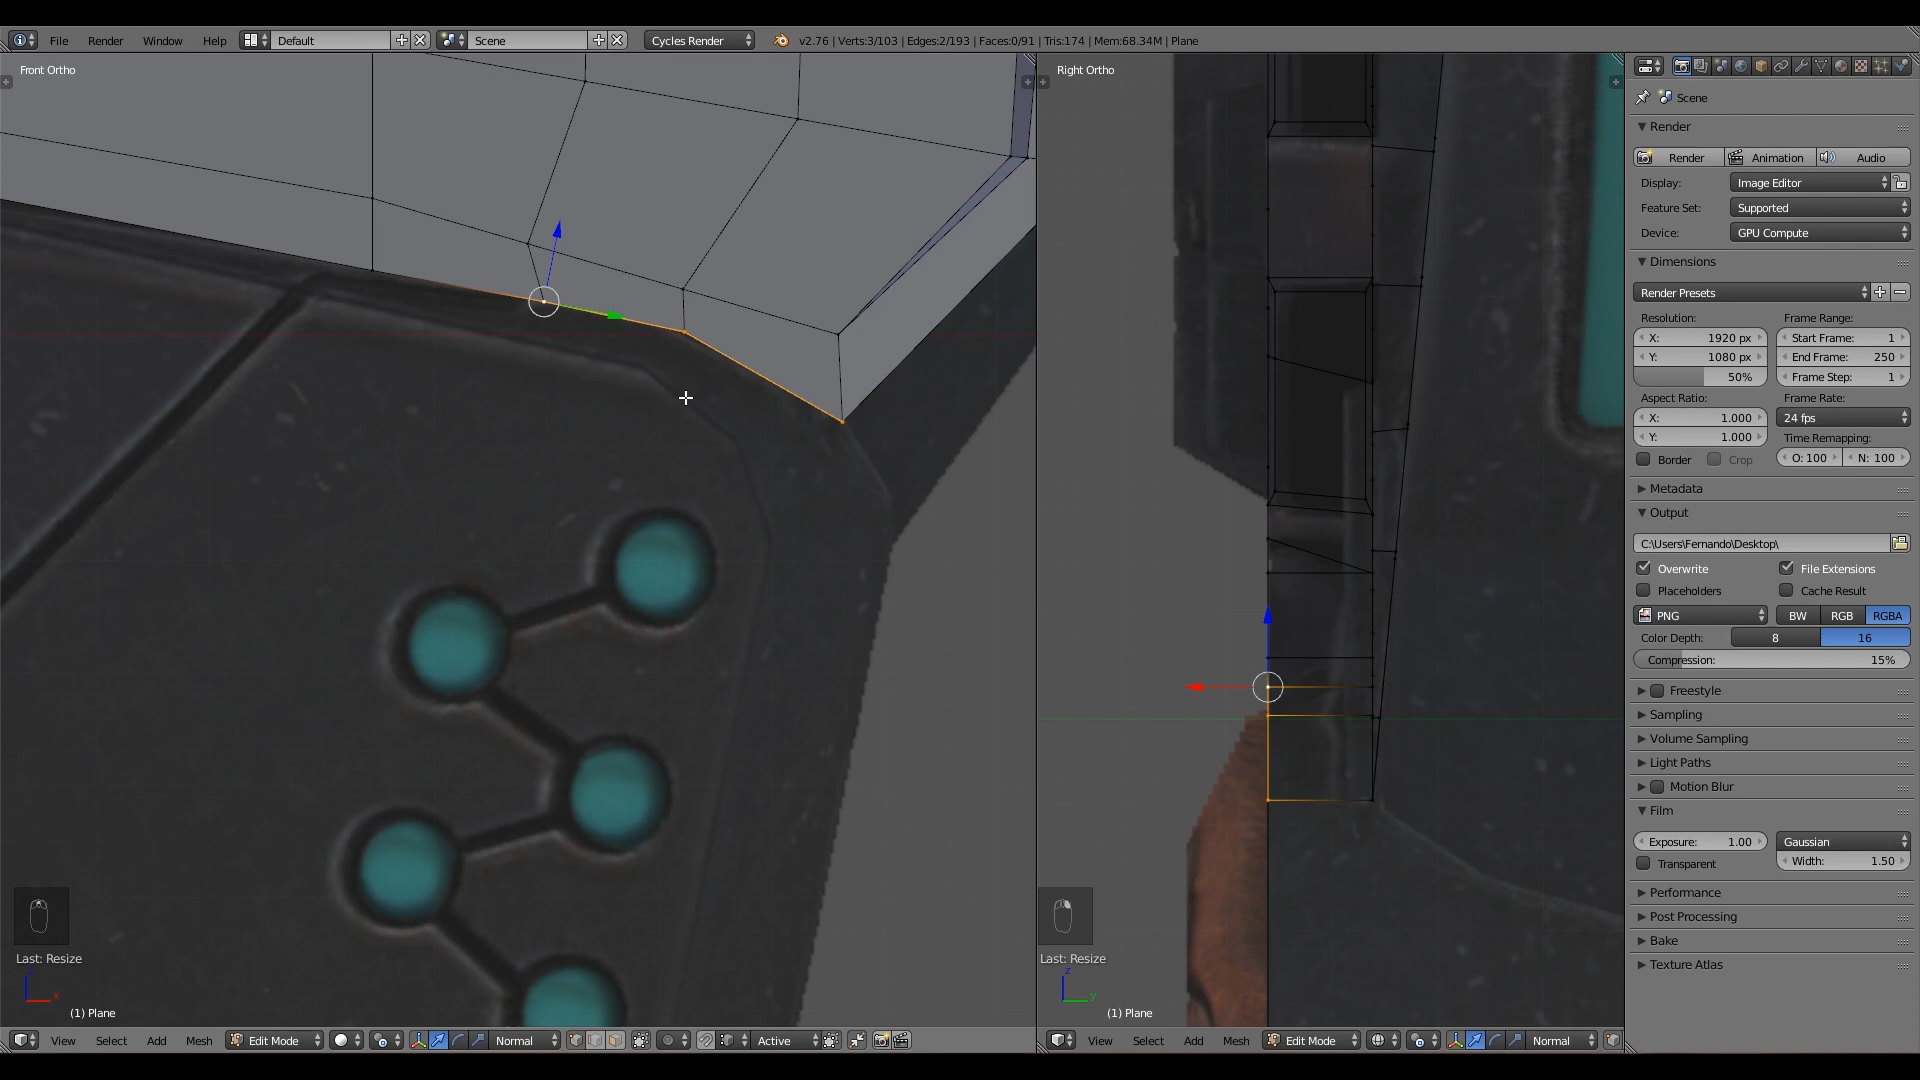 File Render Window Help Default Scene Cycles Render v2.76 | Verts:3/103 | Edges:2/193 | Faces:0/91 | Tris:174 | Mem:68.34M | Plane
Front Ortho
Right Ortho
Scene
Render
Render Animation Audio
Display: Image Editor
Feature Set: Supported
Device: GPU Compute
Dimensions
Render Presets
Resolution: Frame Range:
X: 1920 px Start Frame: 1
Y: 1080 px End Frame: 250
50% Frame Step: 1
Aspect Ratio: Frame Rate:
X: 1.000 24 fps
Y: 1.000 Time Remapping:
Border Crop O: 100 N: 100
Metadata
Output
C:\Users\Fernando\Desktop\
Overwrite File Extensions
Placeholders Cache Result
PNG BW RGB RGBA
Color Depth: 8 16
Compression: 15%
Freestyle
Sampling
Volume Sampling
Light Paths
Motion Blur
Film
Exposure: 1.00 Gaussian
Transparent Width: 1.50
Performance
Post Processing
Bake
Texture Atlas
Last: Resize
z
x
(1) Plane
Last: Resize
z
y
(1) Plane
View Select Add Mesh Edit Mode Normal Active
View Select Add Mesh Edit Mode Normal